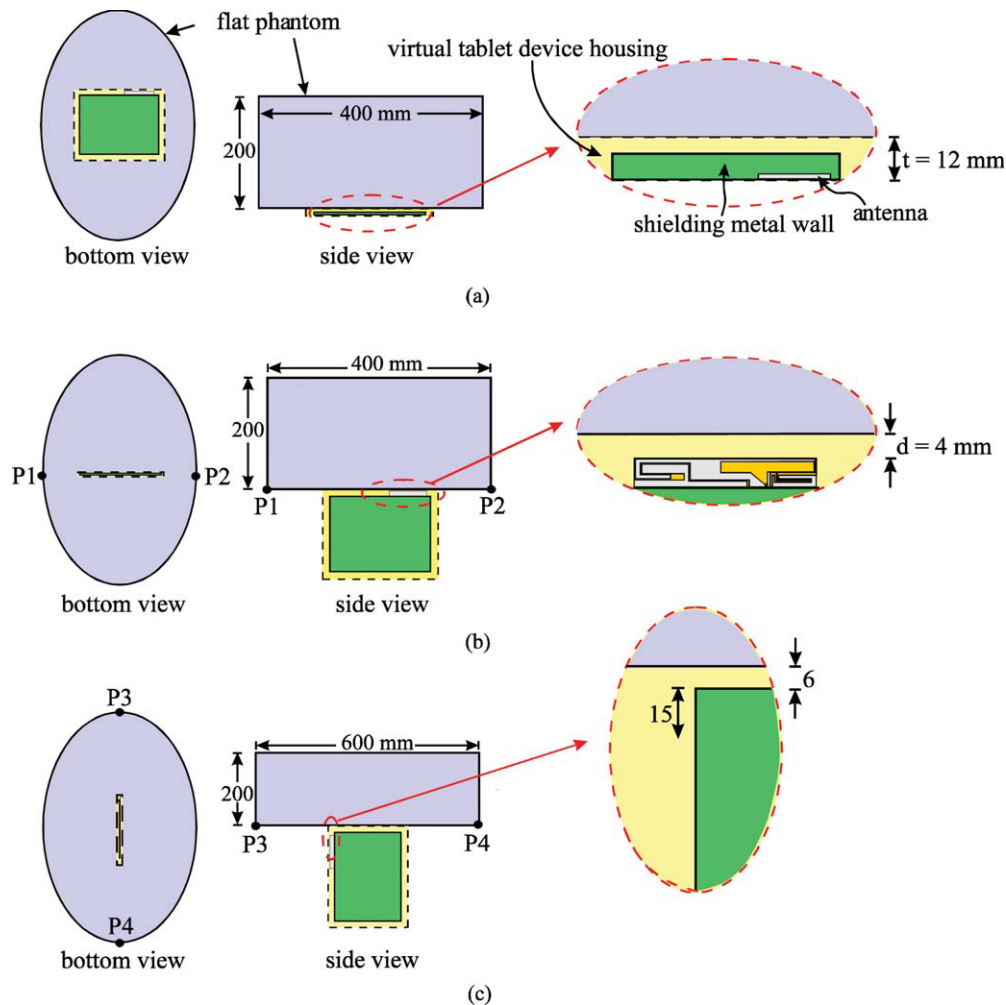 flat phantom
virtual tablet device housing
400 mm
200
t = 12 mm
antenna
shielding metal wall
bottom view
side view
(a)
400 mm
200
d = 4 mm
P1
P2
P1
P2
bottom view
side view
(b)
P3
600 mm
200
P3
P4
6
15
P4
bottom view
side view
(c)